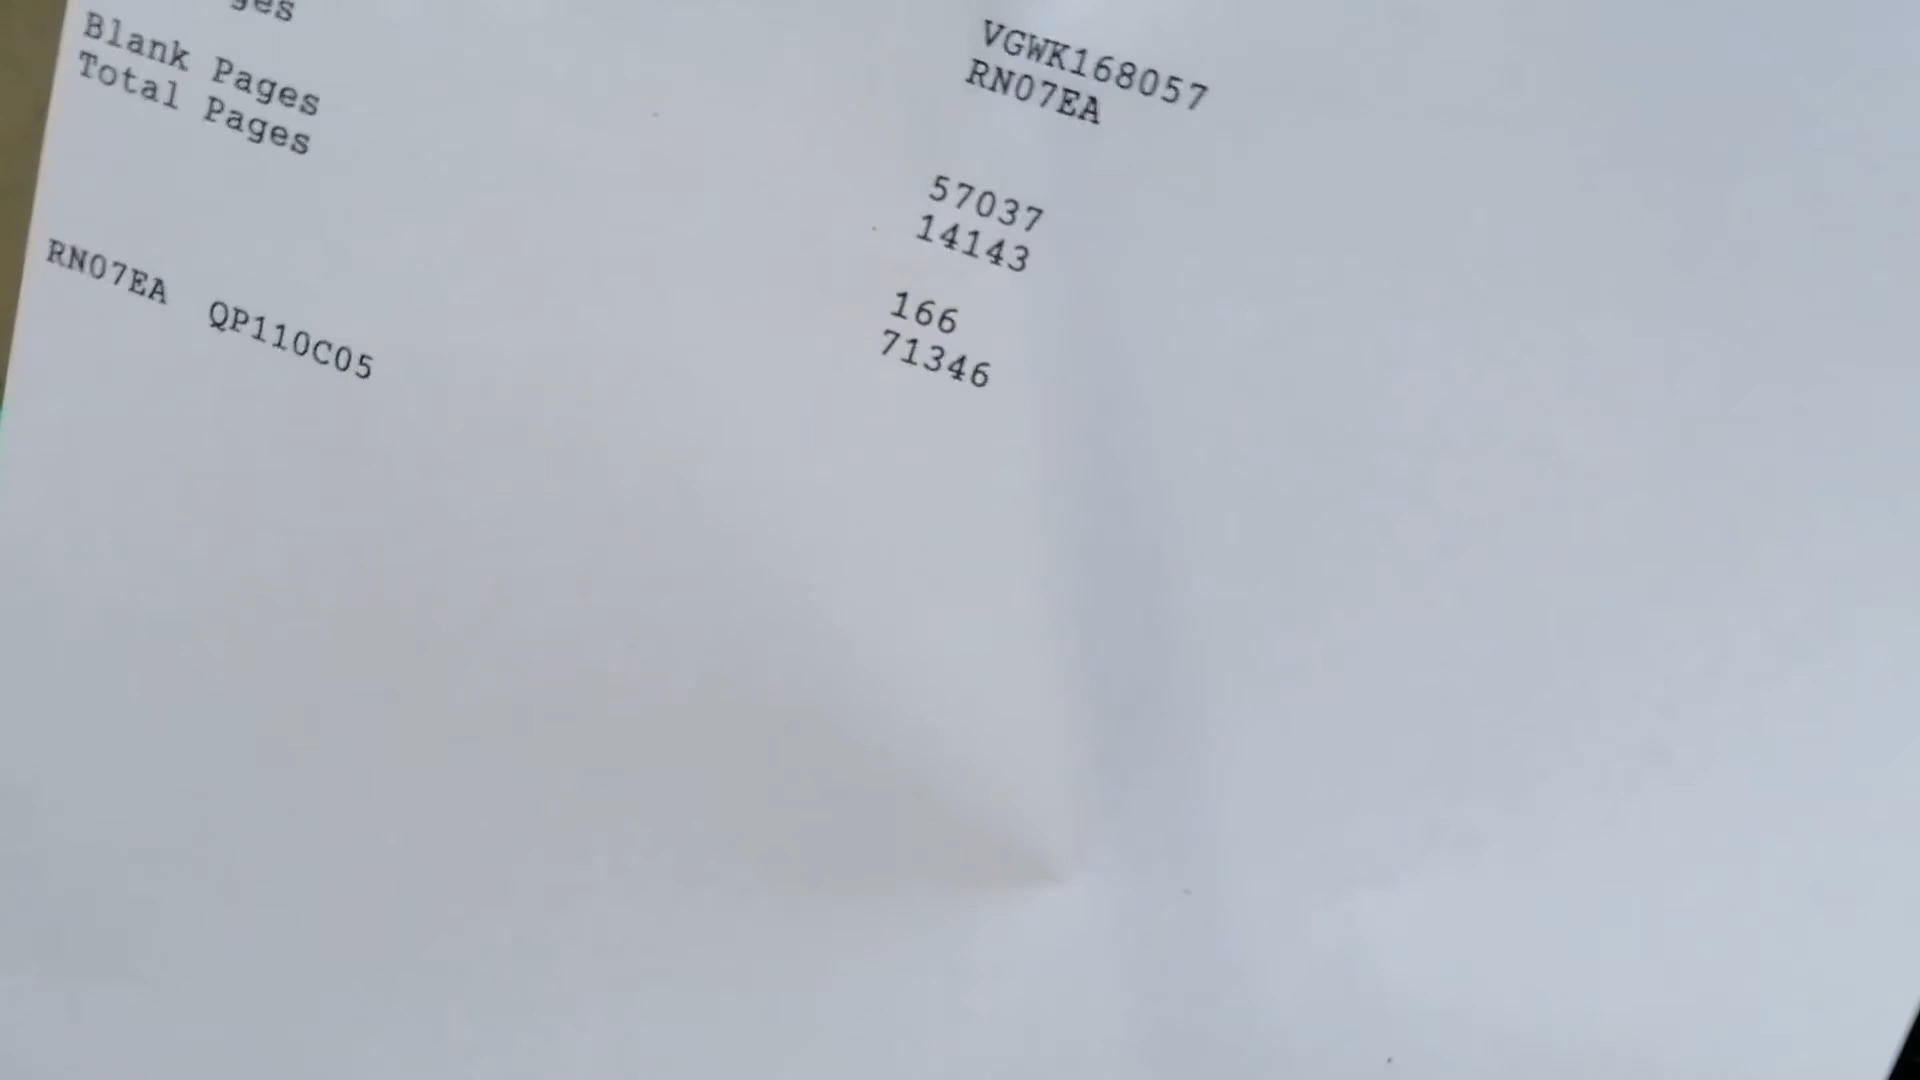 VGWK168057
RN07EA
57037
14143
Blank Pages 166
Total Pages 71346
RN07EA QP110C05